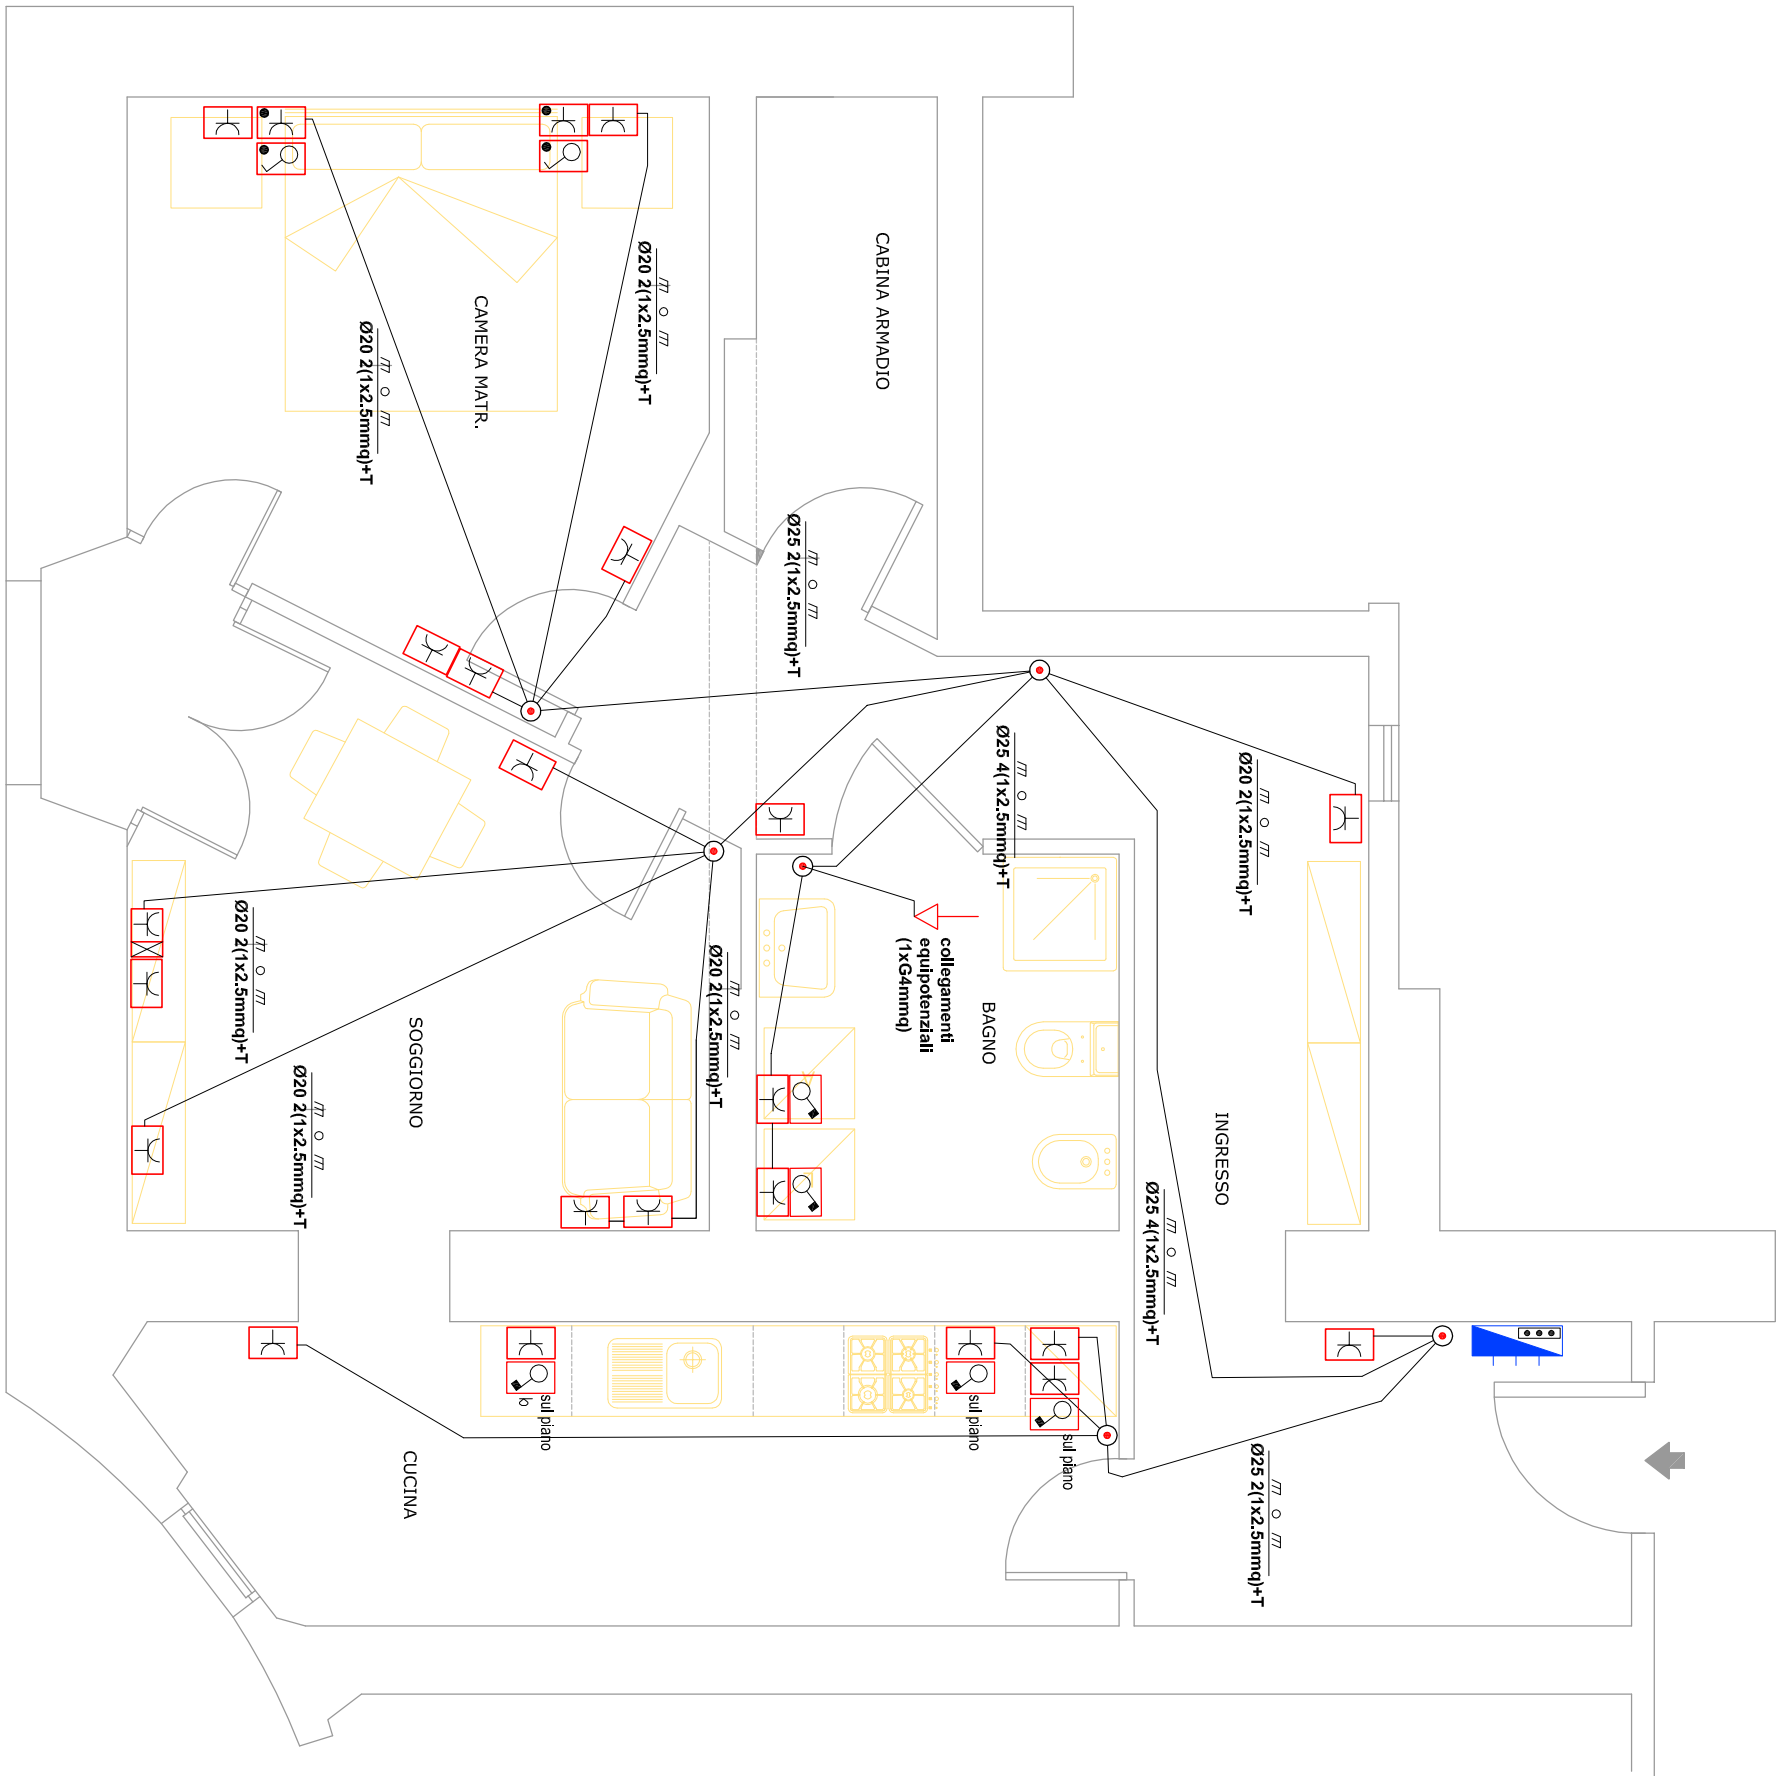 CABINA ARMADIO
CAMERA MATR.
Ø20 2(1x2.5mmq)+T
Ø20 2(1x2.5mmq)+T
Ø25 2(1x2.5mmq)+T
Ø25 4(1x2.5mmq)+T
Ø20 2(1x2.5mmq)+T
collegamenti
equipotenziali
(1xG4mmq)
BAGNO
INGRESSO
Ø20 2(1x2.5mmq)+T
Ø20 2(1x2.5mmq)+T
SOGGIORNO
Ø20 2(1x2.5mmq)+T
Ø25 4(1x2.5mmq)+T
sul piano
lo
sul piano
sul piano
CUCINA
Ø25 2(1x2.5mmq)+T